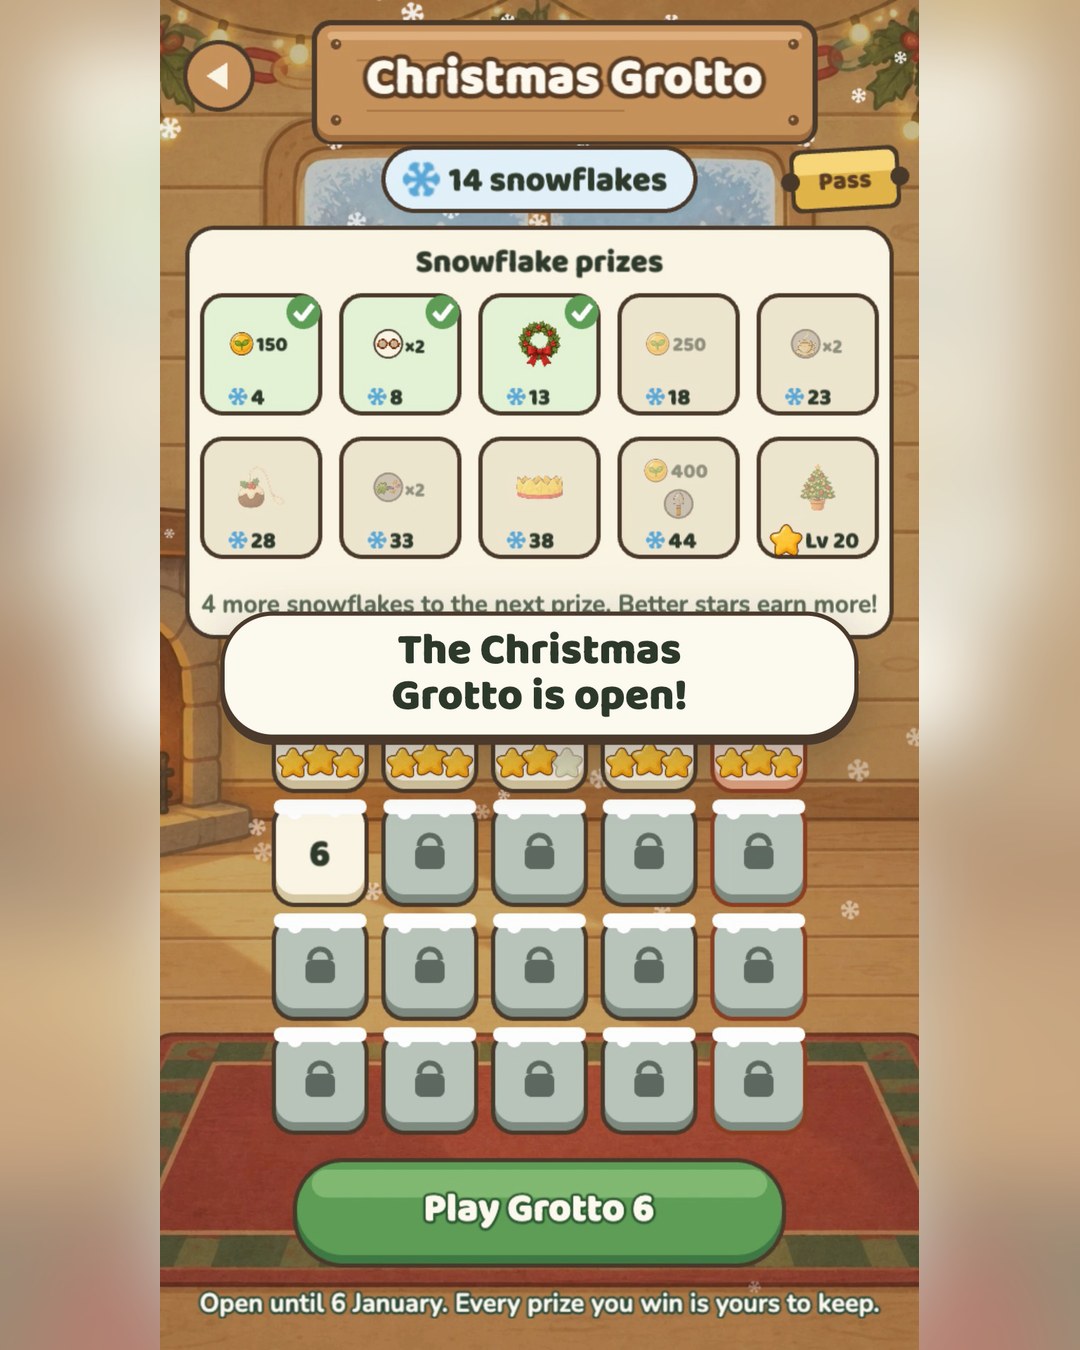 Christmas Grotto
14 snowflakes
Pass
Snowflake prizes
150
×2
250
×2
4
8
13
18
23
×2
400
28
33
38
44
Lv 20
4 more snowflakes to the next prize. Better stars earn more!
The Christmas
Grotto is open!
6
Play Grotto 6
Open until 6 January. Every prize you win is yours to keep.